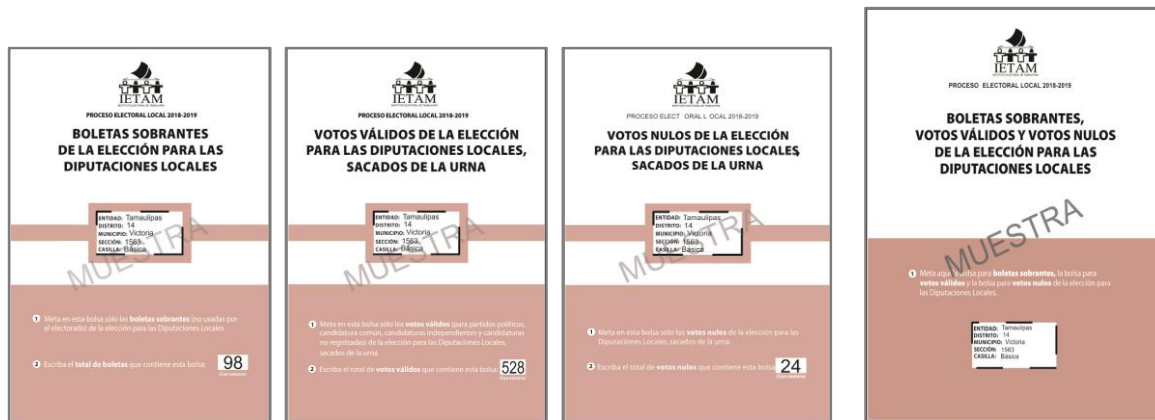 IETAM
PROCESO ELECTORAL LOCAL 2018-2019
BOLETAS SOBRANTES
DE LA ELECCIÓN PARA LAS
DIPUTACIONES LOCALES
ENTIDAD: Tamaulipas
DISTRITO: 14
MUNICIPIO: Victoria
SECCIÓN: 1563
CASILLA: Básica
MUESTRA
1 Meta en esta bolsa sólo las boletas sobrantes (no usadas por
el electorado) de la elección para las Diputaciones Locales.
2 Escriba el total de boletas que contiene esta bolsa: 98
IETAM
PROCESO ELECTORAL LOCAL 2018-2019
VOTOS VÁLIDOS DE LA ELECCIÓN
PARA LAS DIPUTACIONES LOCALES,
SACADOS DE LA URNA
ENTIDAD: Tamaulipas
DISTRITO: 14
MUNICIPIO: Victoria
SECCIÓN: 1563
CASILLA: Básica
MUESTRA
1 Meta en esta bolsa sólo los votos válidos (para partidos políticos,
candidatura común, candidaturas independientes y candidaturas
no registradas) de la elección para las Diputaciones Locales,
sacados de la urna.
2 Escriba el total de votos válidos que contiene esta bolsa: 528
IETAM
PROCESO ELECT ORAL L OCAL 2018-2019
VOTOS NULOS DE LA ELECCIÓN
PARA LAS DIPUTACIONES LOCALES,
SACADOS DE LA URNA
ENTIDAD: Tamaulipas
DISTRITO: 14
MUNICIPIO: Victoria
SECCIÓN: 1563
CASILLA: Básica
MUESTRA
1 Meta en esta bolsa sólo los votos nulos de la elección para las
Diputaciones Locales, sacados de la urna.
2 Escriba el total de votos nulos que contiene esta bolsa: 24
IETAM
PROCESO ELECTORAL LOCAL 2018-2019
BOLETAS SOBRANTES,
VOTOS VÁLIDOS Y VOTOS NULOS
DE LA ELECCIÓN PARA LAS
DIPUTACIONES LOCALES
MUESTRA
1 Meta aquí la bolsa para boletas sobrantes, la bolsa para
votos válidos y la bolsa para votos nulos de la elección para
las Diputaciones Locales.
ENTIDAD: Tamaulipas
DISTRITO: 14
MUNICIPIO: Victoria
SECCIÓN: 1563
CASILLA: Básica